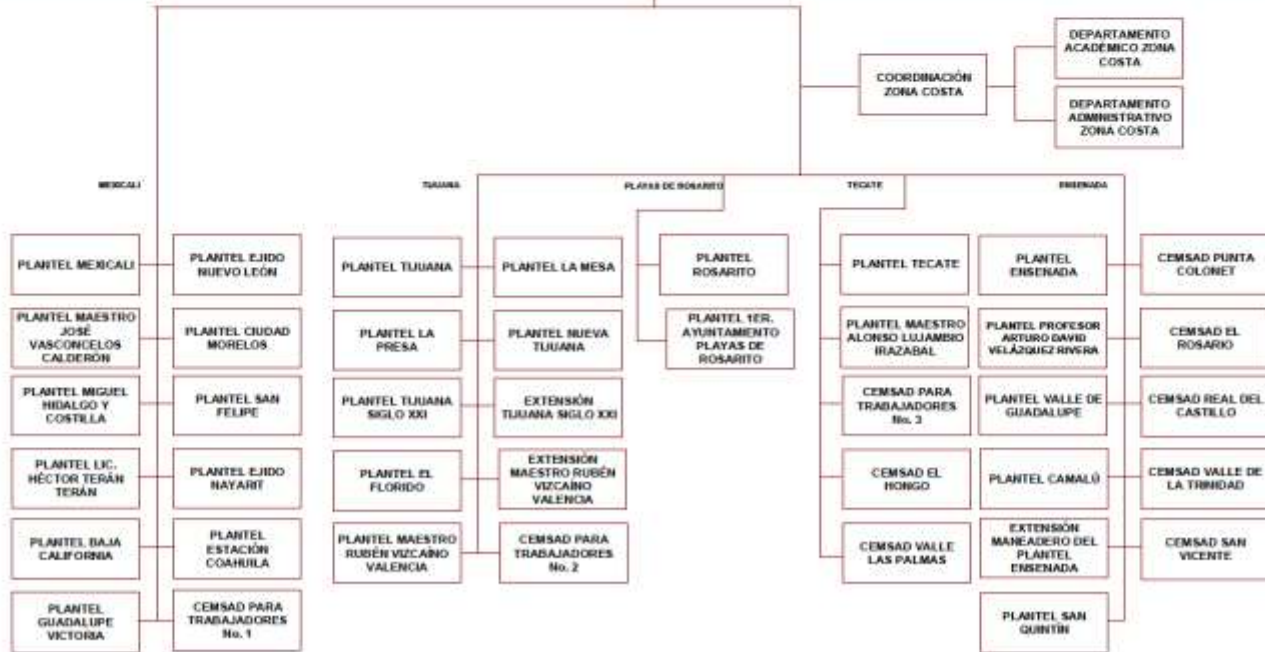 DEPARTAMENTO
ACADÉMICO ZONA
COSTA
COORDINACIÓN
ZONA COSTA
DEPARTAMENTO
ADMINISTRATIVO
ZONA COSTA
MEXICALI
TIJUANA
PLAYAS DE ROSARITO
TECATE
ENSENADA
PLANTEL MEXICALI
PLANTEL EJIDO
NUEVO LEÓN
PLANTEL MAESTRO
JOSÉ
VASCONCELOS
CALDERÓN
PLANTEL CIUDAD
MORELOS
PLANTEL MIGUEL
HIDALGO Y
COSTILLA
PLANTEL SAN
FELIPE
PLANTEL LIC.
HÉCTOR TERÁN
TERÁN
PLANTEL EJIDO
NAYARIT
PLANTEL BAJA
CALIFORNIA
PLANTEL
ESTACIÓN
COAHUILA
PLANTEL
GUADALUPE
VICTORIA
CEMSAD PARA
TRABAJADORES
No. 1
PLANTEL TIJUANA
PLANTEL LA MESA
PLANTEL LA
PRESA
PLANTEL NUEVA
TIJUANA
PLANTEL TIJUANA
SIGLO XXI
EXTENSIÓN
TIJUANA SIGLO XXI
PLANTEL EL
FLORIDO
EXTENSIÓN
MAESTRO RUBÉN
VIZCAÍNO
VALENCIA
PLANTEL MAESTRO
RUBÉN VIZCAÍNO
VALENCIA
CEMSAD PARA
TRABAJADORES
No. 2
PLANTEL
ROSARITO
PLANTEL 1ER.
AYUNTAMIENTO
PLAYAS DE
ROSARITO
PLANTEL TECATE
PLANTEL MAESTRO
ALONSO LUJAMBIO
IRAZABAL
CEMSAD PARA
TRABAJADORES
No. 3
CEMSAD EL
HONGO
CEMSAD VALLE
LAS PALMAS
PLANTEL
ENSENADA
CEMSAD PUNTA
COLONET
PLANTEL PROFESOR
ARTURO DAVID
VELÁZQUEZ RIVERA
CEMSAD EL
ROSARIO
PLANTEL VALLE DE
GUADALUPE
CEMSAD REAL DEL
CASTILLO
PLANTEL CAMALÚ
CEMSAD VALLE DE
LA TRINIDAD
EXTENSIÓN
MANEADERO DEL
PLANTEL
ENSENADA
CEMSAD SAN
VICENTE
PLANTEL SAN
QUINTÍN